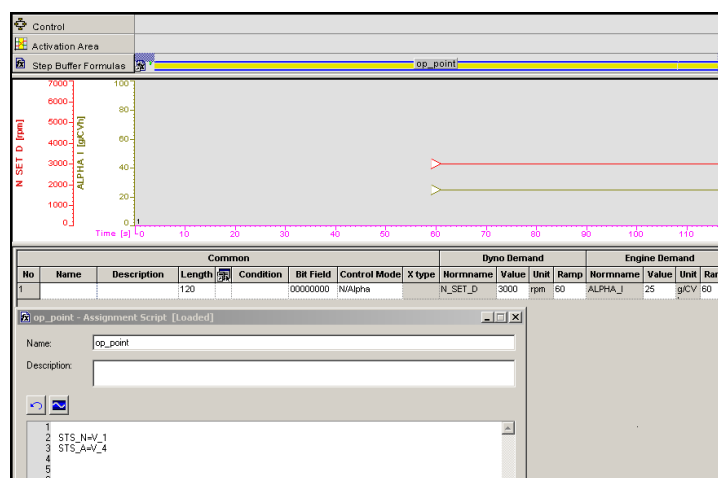 Control
Activation Area
Step Buffer Formulas
op_point
7000 100
6000
80
5000
60
4000
3000
40
2000
20
1000
0 0
N SET D [rpm]
ALPHA I [g/CVh]
1
Time [s] 0 10 20 30 40 50 60 70 80 90 100 110
Common Dyno Demand Engine Demand
No Name Description Length Condition Bit Field Control Mode X type Normname Value Unit Ramp Normname Value Unit Ran
1 120 00000000 N/Alpha N_SET_D 3000 rpm 60 ALPHA_I 25 g/CV 60
op_point - Assignment Script [Loaded]
Name: op_point
Description:
1
2 STS_N=V_1
3 STS_A=V_4
4
5